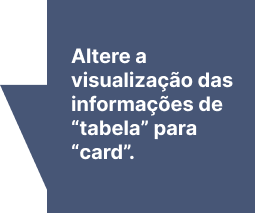 Altere a
visualização das
informações de
“tabela” para
“card”.